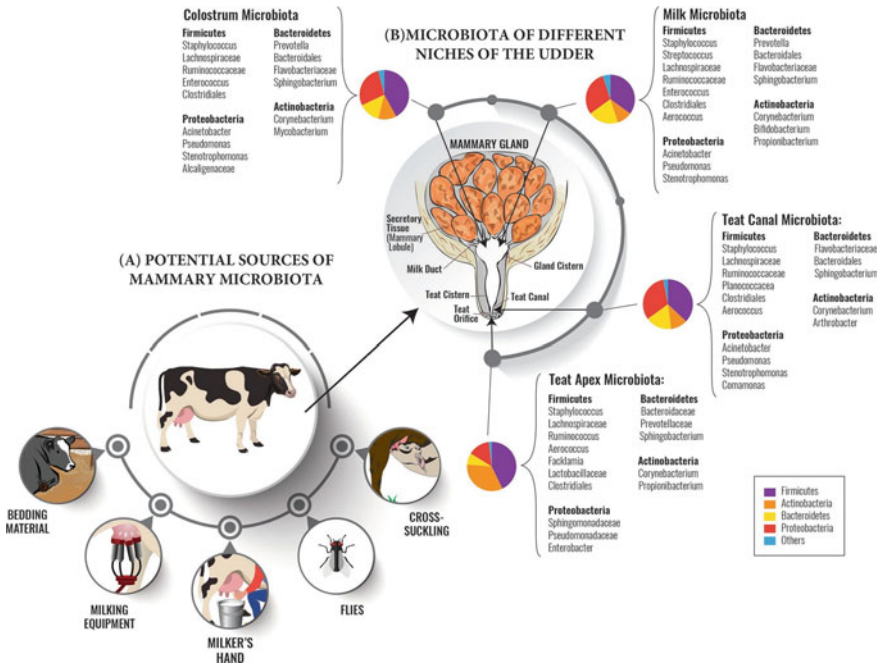 Colostrum Microbiota
Firmicutes
Staphylococcus
Lachnospiraceae
Ruminococcaceae
Enterococcus
Clostridiales
Proteobacteria
Acinetobacter
Pseudomonas
Stenotrophomonas
Alcaligenaceae
Bacteroidetes
Prevotella
Bacteroidales
Flavobacteriaceae
Sphingobacterium
Actinobacteria
Corynebacterium
Mycobacterium
(B)MICROBIOTA OF DIFFERENT
NICHES OF THE UDDER
Milk Microbiota
Firmicutes
Staphylococcus
Streptococcus
Lachnospiraceae
Ruminococcaceae
Enterococcus
Clostridiales
Aerococcus
Proteobacteria
Acinetobacter
Pseudomonas
Stenotrophomonas
Bacteroidetes
Prevotella
Bacteroidales
Flavobacteriaceae
Sphingobacterium
Actinobacteria
Corynebacterium
Bifidobacterium
Propionibacterium
MAMMARY GLAND
Secretory
Tissue
(Mammary
Lobule)
Milk Duct
Gland Cistern
Teat Cistern
Teat Canal
Teat
Orifice
(A) POTENTIAL SOURCES OF
MAMMARY MICROBIOTA
Teat Canal Microbiota:
Firmicutes
Staphylococcus
Lachnospiraceae
Ruminococcaceae
Planococcacea
Clostridiales
Aerococcus
Proteobacteria
Acinetobacter
Pseudomonas
Stenotrophomonas
Comamonas
Bacteroidetes
Flavobacteriaceae
Bacteroidales
Sphingobacterium
Actinobacteria
Corynebacterium
Arthrobacter
Teat Apex Microbiota:
Firmicutes
Staphylococcus
Lachnospiraceae
Ruminococcus
Aerococcus
Facklamia
Lactobacillaceae
Clostridiales
Proteobacteria
Sphingomonadaceae
Pseudomonadaceae
Enterobacter
Bacteroidetes
Bacteroidaceae
Prevotellaceae
Sphingobacterium
Actinobacteria
Corynebacterium
Propionibacterium
BEDDING
MATERIAL
MILKING
EQUIPMENT
MILKER'S
HAND
FLIES
CROSS-
SUCKLING
Firmicutes
Actinobacteria
Bacteroidetes
Proteobacteria
Others